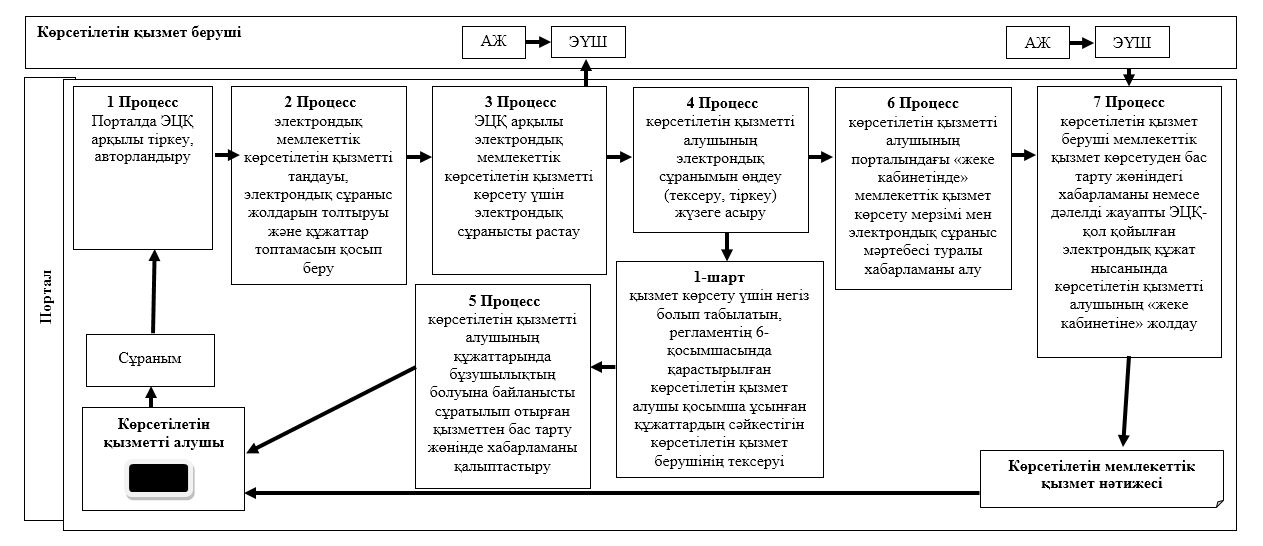 Көрсетілетін қызмет беруші
АЖ
ЭҮШ
АЖ
ЭҮШ
Портал
1 Процесс
Порталда ЭЦҚ
арқылы тіркеу,
авторландыру
2 Процесс
электрондық
мемлекеттік
көрсетілетін қызметті
таңдауы,
электрондық сұраныс
жолдарын толтыруы
және құжаттар
топтамасын қосып
беру
3 Процесс
ЭЦҚ арқылы
электрондық
мемлекеттік
көрсетілетін қызметті
көрсету үшін
электрондық
сұранысты растау
4 Процесс
көрсетілетін қызметті
алушының
электрондық
сұранымын өңдеу
(тексеру, тіркеу)
жүзеге асыру
6 Процесс
көрсетілетін қызметті
алушының
порталындағы «жеке
кабинетінде»
мемлекеттік қызмет
көрсету мерзімі мен
электрондық сұраныс
мәртебесі туралы
хабарламаны алу
7 Процесс
көрсетілетін қызмет
беруші мемлекеттік
қызмет көрсетуден бас
тарту жөніндегі
хабарламаны немесе
дәлелді жауапты ЭЦҚ-
қол қойылған
электрондық құжат
нысанында
көрсетілетін қызметті
алушының «жеке
кабинетіне» жолдау
1-шарт
қызмет көрсету үшін негіз
болып табылатын,
регламентің 6-
қосымшасында
қарастырылған
көрсетілетін қызмет
алушы қосымша ұсынған
құжаттардың сәйкестігін
көрсетілетін қызмет
берушінің тексеруі
5 Процесс
көрсетілетін қызметті
алушының
құжаттарында
бұзушылықтың
болуына байланысты
сұратылып отырған
қызметтен бас тарту
жөнінде хабарламаны
қалыптастыру
Сұраным
Көрсетілетін
қызметті алушы
Көрсетілетін мемлекеттік
қызмет нәтижесі